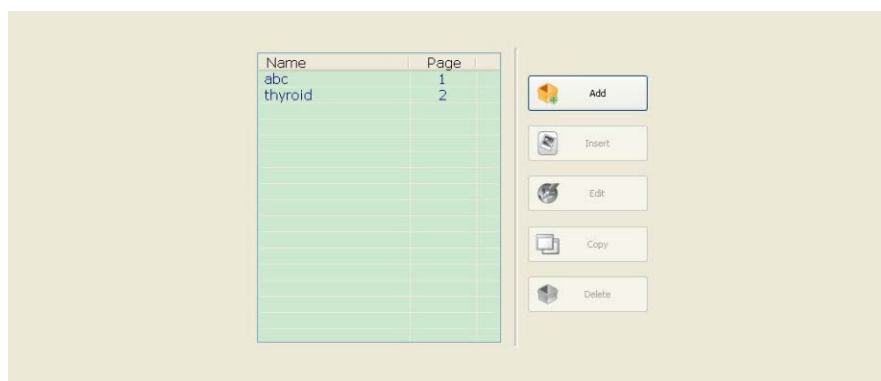 Name Page
abc 1
thyroid 2
Add
Insert
Edit
Copy
Delete